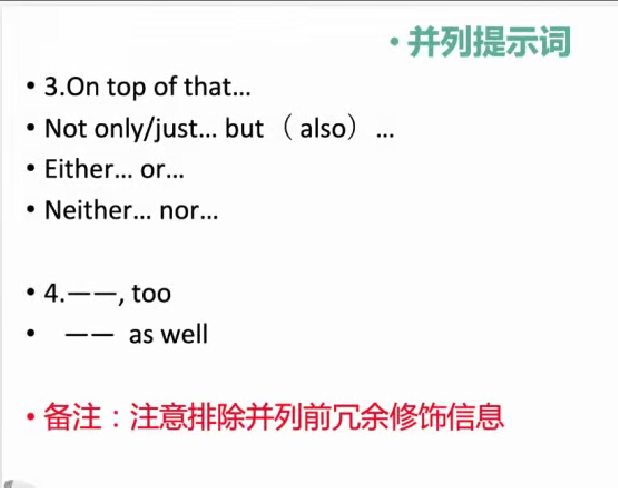 • 并列提示词
• 3.On top of that…
• Not only/just… but（ also）…
• Either… or…
• Neither… nor…
• 4.——, too
• —— as well
• 备注：注意排除并列前冗余修饰信息